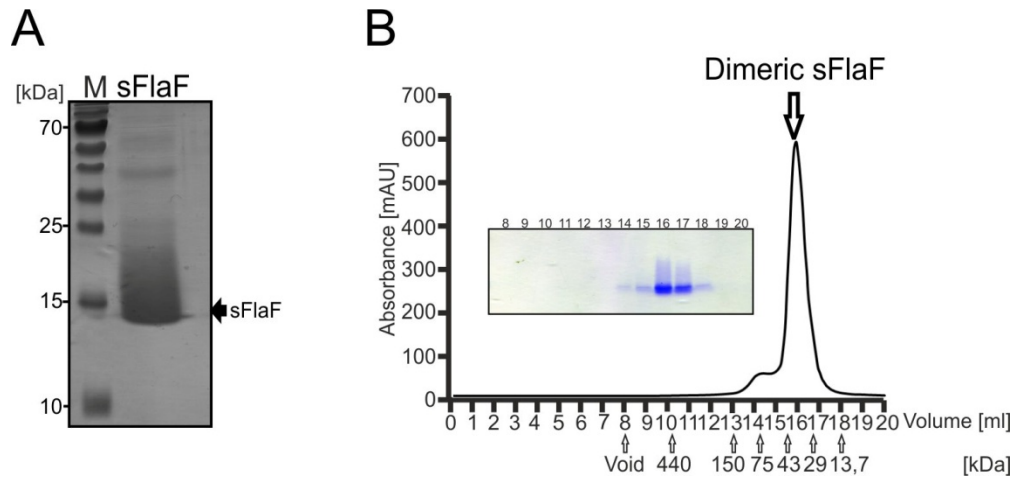 A
[kDa] M sFlaF
70
25
15
sFlaF
10
B
Dimeric sFlaF
Absorbance [mAU]
700
600
500
400
300
200
100
0
8 9 10 11 12 13 14 15 16 17 18 19 20
0 1 2 3 4 5 6 7 8 9 10 11 12 13 14 15 16 17 18 19 20 Volume [ml]
Void 440 150 75 43 29 13,7 [kDa]